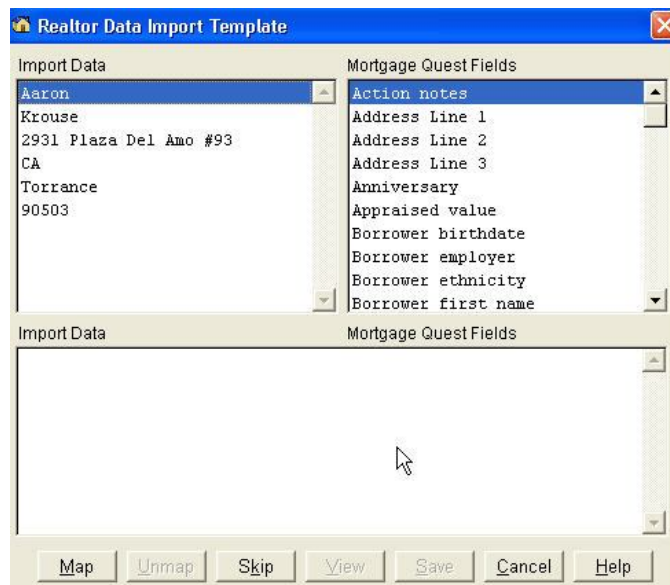 Realtor Data Import Template
Import Data
Aaron
Krouse
2931 Plaza Del Amo #93
CA
Torrance
90503
Mortgage Quest Fields
Action notes
Address Line 1
Address Line 2
Address Line 3
Anniversary
Appraised value
Borrower birthdate
Borrower employer
Borrower ethnicity
Borrower first name
Import Data
Mortgage Quest Fields
Map
Unmap
Skip
View
Save
Cancel
Help